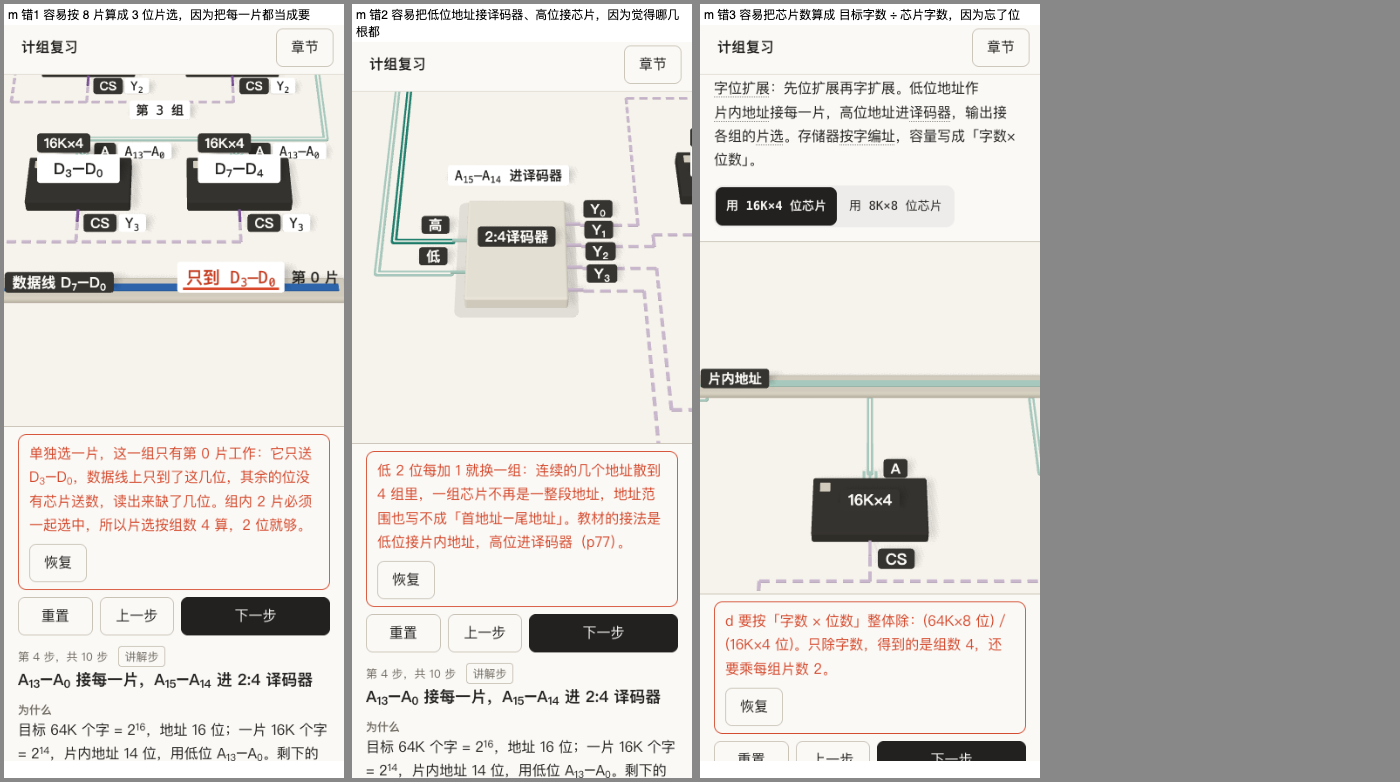 m 错1 容易按 8 片算成 3 位片选，因为把每一片都当成要
计组复习
章节
CS Y₂
CS Y₂
第 3 组
16K×4
A A₁₃—A₀
16K×4
A A₁₃—A₀
D₃—D₀
D₇—D₄
CS Y₃
CS Y₃
数据线 D₇—D₀
只到 D₃—D₀
第 0 片
单独选一片，这一组只有第 0 片工作：它只送
D₃—D₀，数据线上只到了这几位，其余的位没
有芯片送数，读出来缺了几位。组内 2 片必须
一起选中，所以片选按组数 4 算，2 位就够。
恢复
重置
上一步
下一步
第 4 步，共 10 步
讲解步
A₁₃—A₀ 接每一片，A₁₅—A₁₄ 进 2:4 译码器
为什么
目标 64K 个字 = 2¹⁶，地址 16 位；一片 16K 个字
= 2¹⁴，片内地址 14 位，用低位 A₁₃—A₀。剩下的
m 错2 容易把低位地址接译码器、高位接芯片，因为觉得哪几
根都
计组复习
章节
A₁₅—A₁₄ 进译码器
高
低
2:4译码器
Y₀
Y₁
Y₂
Y₃
低 2 位每加 1 就换一组：连续的几个地址散到
4 组里，一组芯片不再是一整段地址，地址范
围也写不成「首地址—尾地址」。教材的接法是
低位接片内地址，高位进译码器（p77）。
恢复
重置
上一步
下一步
第 4 步，共 10 步
讲解步
A₁₃—A₀ 接每一片，A₁₅—A₁₄ 进 2:4 译码器
为什么
目标 64K 个字 = 2¹⁶，地址 16 位；一片 16K 个字
= 2¹⁴，片内地址 14 位，用低位 A₁₃—A₀。剩下的
m 错3 容易把芯片数算成 目标字数 ÷ 芯片字数，因为忘了位
计组复习
章节
字位扩展：先位扩展再字扩展。低位地址作
片内地址接每一片，高位地址进译码器，输出接
各组的片选。存储器按字编址，容量写成「字数×
位数」。
用 16K×4 位芯片
用 8K×8 位芯片
片内地址
A
16K×4
CS
d 要按「字数 × 位数」整体除：(64K×8 位) /
(16K×4 位)。只除字数，得到的是组数 4，还
要乘每组片数 2。
恢复
重置
上一步
下一步